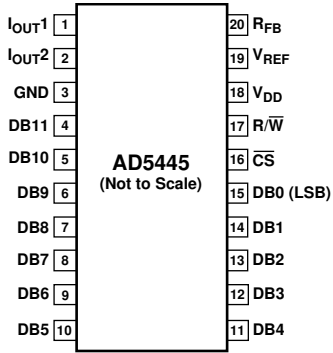 IOUT1 1 20 RFB
IOUT2 2 19 VREF
GND 3 18 VDD
DB11 4 17 R/W̅
DB10 5 16 C̅S̅
DB9 6 15 DB0 (LSB)
DB8 7 14 DB1
DB7 8 13 DB2
DB6 9 12 DB3
DB5 10 11 DB4
AD5445
(Not to Scale)